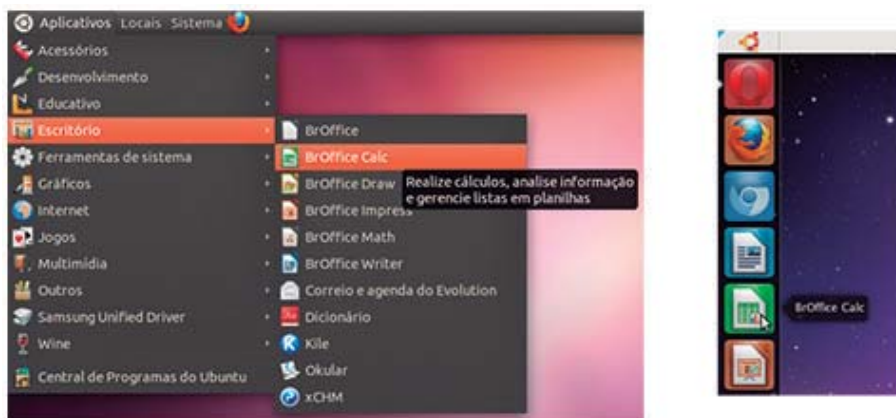 Aplicativos Locais Sistema
Acessórios
Desenvolvimento
Educativo
Escritório
Ferramentas de sistema
Gráficos
Internet
Jogos
Multimídia
Outros
Samsung Unified Driver
Wine
Central de Programas do Ubuntu
BrOffice
BrOffice Calc
BrOffice Draw
BrOffice Impress
BrOffice Math
BrOffice Writer
Correio e agenda do Evolution
Dicionário
Kile
Okular
xCHM
Realize cálculos, analise informação
e gerencie listas em planilhas
BrOffice Calc